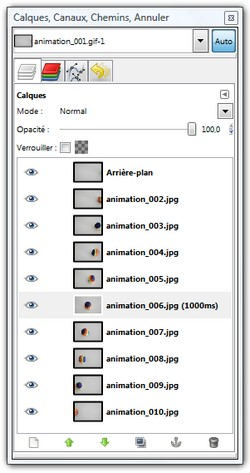 Calques, Canaux, Chemins, Annuler
animation_001.gif-1
Auto
Calques
Mode :
Normal
Opacité :
100,0
Verrouiller :
Arrière-plan
animation_002.jpg
animation_003.jpg
animation_004.jpg
animation_005.jpg
animation_006.jpg (1000ms)
animation_007.jpg
animation_008.jpg
animation_009.jpg
animation_010.jpg